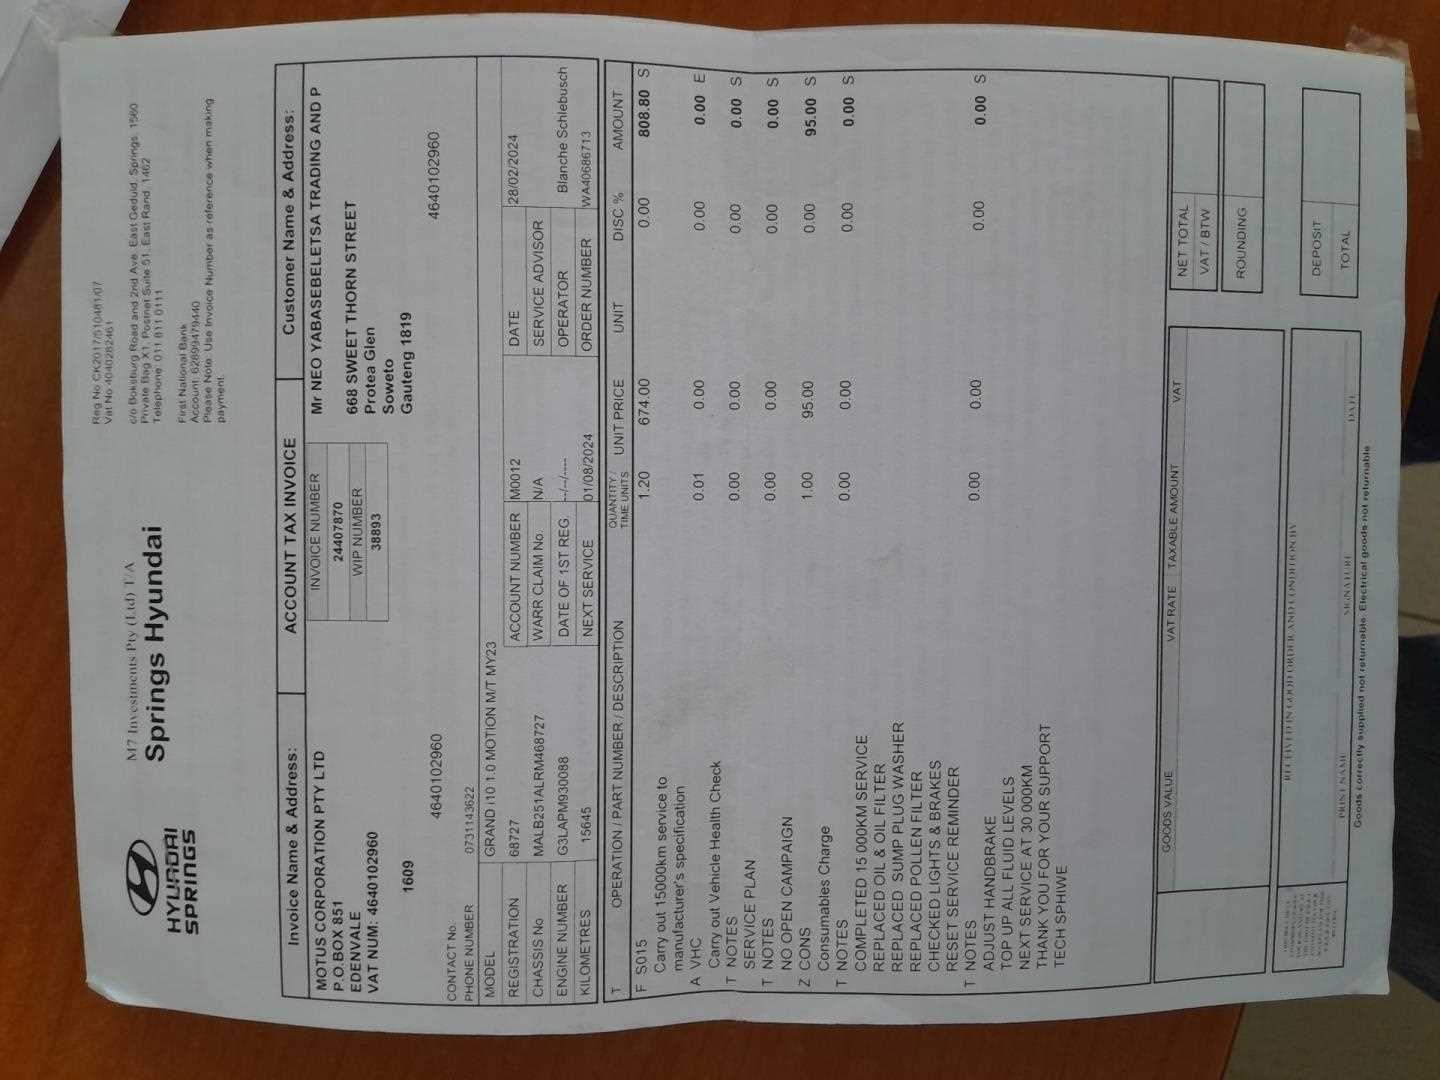 HYUNDAI
SPRINGS
M7 Investments Pty (Ltd) T/A
Springs Hyundai
Reg No CK2017/510481/07
Vat No 4040282461
c/o Boksburg Road and 2nd Ave, East Geduld, Springs, 1560
Private Bag X1, Postnet Suite 51, East Rand, 1462
Telephone: 011 811 0111
First National Bank
Account: 62899479440
Please Note: Use Invoice Number as reference when making
payment.
Invoice Name & Address:
ACCOUNT TAX INVOICE
Customer Name & Address:
MOTUS CORPORATION PTY LTD
P.O.BOX 851
EDENVALE
VAT NUM: 4640102960
1609
INVOICE NUMBER
24407870
WIP NUMBER
38893
Mr NEO YABASEBELETSA TRADING AND P
668 SWEET THORN STREET
Protea Glen
Soweto
Gauteng 1819
CONTACT No. 4640102960 4640102960
PHONE NUMBER 0731143622
MODEL GRAND i10 1.0 MOTION M/T MY23
REGISTRATION 68727 ACCOUNT NUMBER M0012 DATE 28/02/2024
CHASSIS No MALB251ALRM468727 WARR CLAIM No. N/A SERVICE ADVISOR
ENGINE NUMBER G3LAPM930088 DATE OF 1ST REG. --/--/---- OPERATOR Blanche Schlebusch
KILOMETRES 15645 NEXT SERVICE 01/08/2024 ORDER NUMBER WA40686713
T OPERATION / PART NUMBER / DESCRIPTION QUANTITY / TIME UNITS UNIT PRICE UNIT DISC % AMOUNT
F S015 1.20 674.00 0.00 808.80 S
Carry out 15000km service to
manufacturer's specification
A VHC 0.01 0.00 0.00 0.00 E
Carry out Vehicle Health Check
T NOTES 0.00 0.00 0.00 0.00 S
SERVICE PLAN
T NOTES 0.00 0.00 0.00 0.00 S
NO OPEN CAMPAIGN
Z CONS 1.00 95.00 0.00 95.00 S
Consumables Charge
T NOTES 0.00 0.00 0.00 0.00 S
COMPLETED 15 000KM SERVICE
REPLACED OIL & OIL FILTER
REPLACED SUMP PLUG WASHER
REPLACED POLLEN FILTER
CHECKED LIGHTS & BRAKES
RESET SERVICE REMINDER
T NOTES 0.00 0.00 0.00 0.00 S
ADJUST HANDBRAKE
TOP UP ALL FLUID LEVELS
NEXT SERVICE AT 30 000KM
THANK YOU FOR YOUR SUPPORT
TECH SPHIWE
GOODS VALUE VAT RATE TAXABLE AMOUNT VAT
NET TOTAL
VAT / BTW
ROUNDING
DEPOSIT
TOTAL
RECEIVED IN GOOD ORDER AND CONDITION BY
PRINT NAME SIGNATURE DATE
Goods correctly supplied not returnable. Electrical goods not returnable